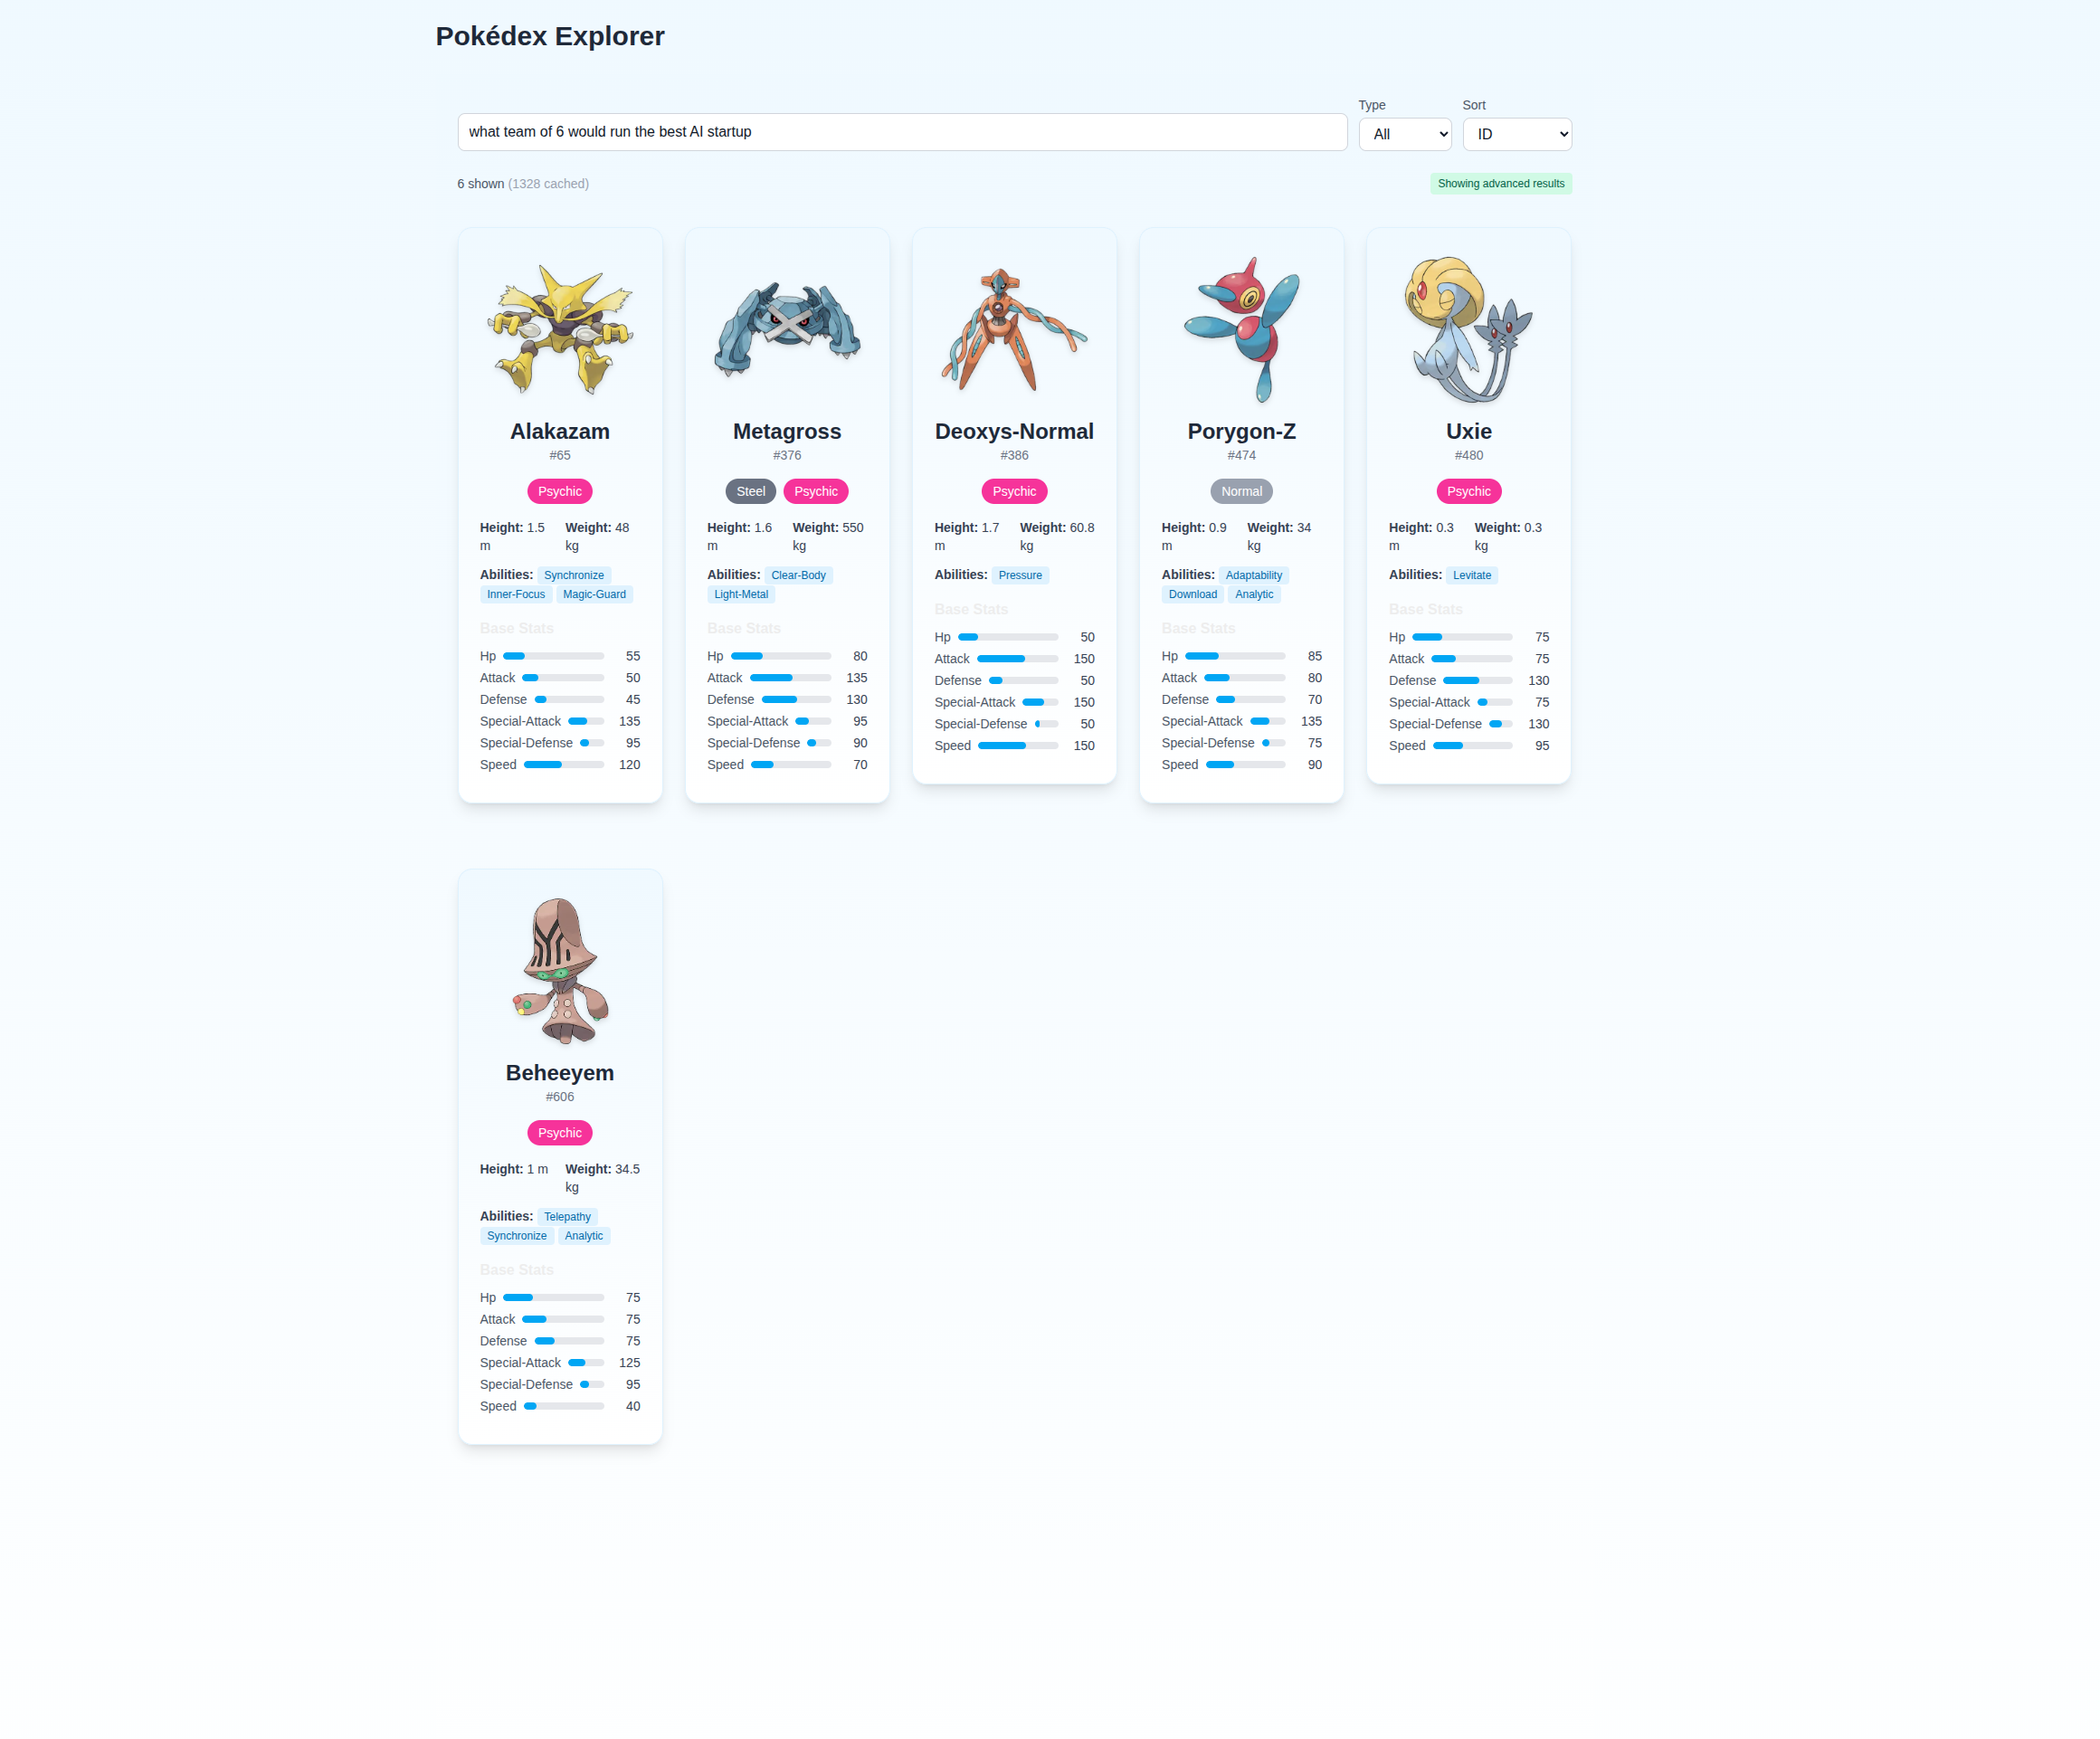 Pokédex Explorer
Type
Sort
what team of 6 would run the best AI startup
All
ID
6 shown (1328 cached)
Showing advanced results
Alakazam
#65
Psychic
Height: 1.5 m
Weight: 48 kg
Abilities: Synchronize
Inner-Focus Magic-Guard
Base Stats
Hp 55
Attack 50
Defense 45
Special-Attack 135
Special-Defense 95
Speed 120
Metagross
#376
Steel Psychic
Height: 1.6 m
Weight: 550 kg
Abilities: Clear-Body
Light-Metal
Base Stats
Hp 80
Attack 135
Defense 130
Special-Attack 95
Special-Defense 90
Speed 70
Deoxys-Normal
#386
Psychic
Height: 1.7 m
Weight: 60.8 kg
Abilities: Pressure
Base Stats
Hp 50
Attack 150
Defense 50
Special-Attack 150
Special-Defense 50
Speed 150
Porygon-Z
#474
Normal
Height: 0.9 m
Weight: 34 kg
Abilities: Adaptability
Download Analytic
Base Stats
Hp 85
Attack 80
Defense 70
Special-Attack 135
Special-Defense 75
Speed 90
Uxie
#480
Psychic
Height: 0.3 m
Weight: 0.3 kg
Abilities: Levitate
Base Stats
Hp 75
Attack 75
Defense 130
Special-Attack 75
Special-Defense 130
Speed 95
Beheeyem
#606
Psychic
Height: 1 m
Weight: 34.5 kg
Abilities: Telepathy
Synchronize Analytic
Base Stats
Hp 75
Attack 75
Defense 75
Special-Attack 125
Special-Defense 95
Speed 40